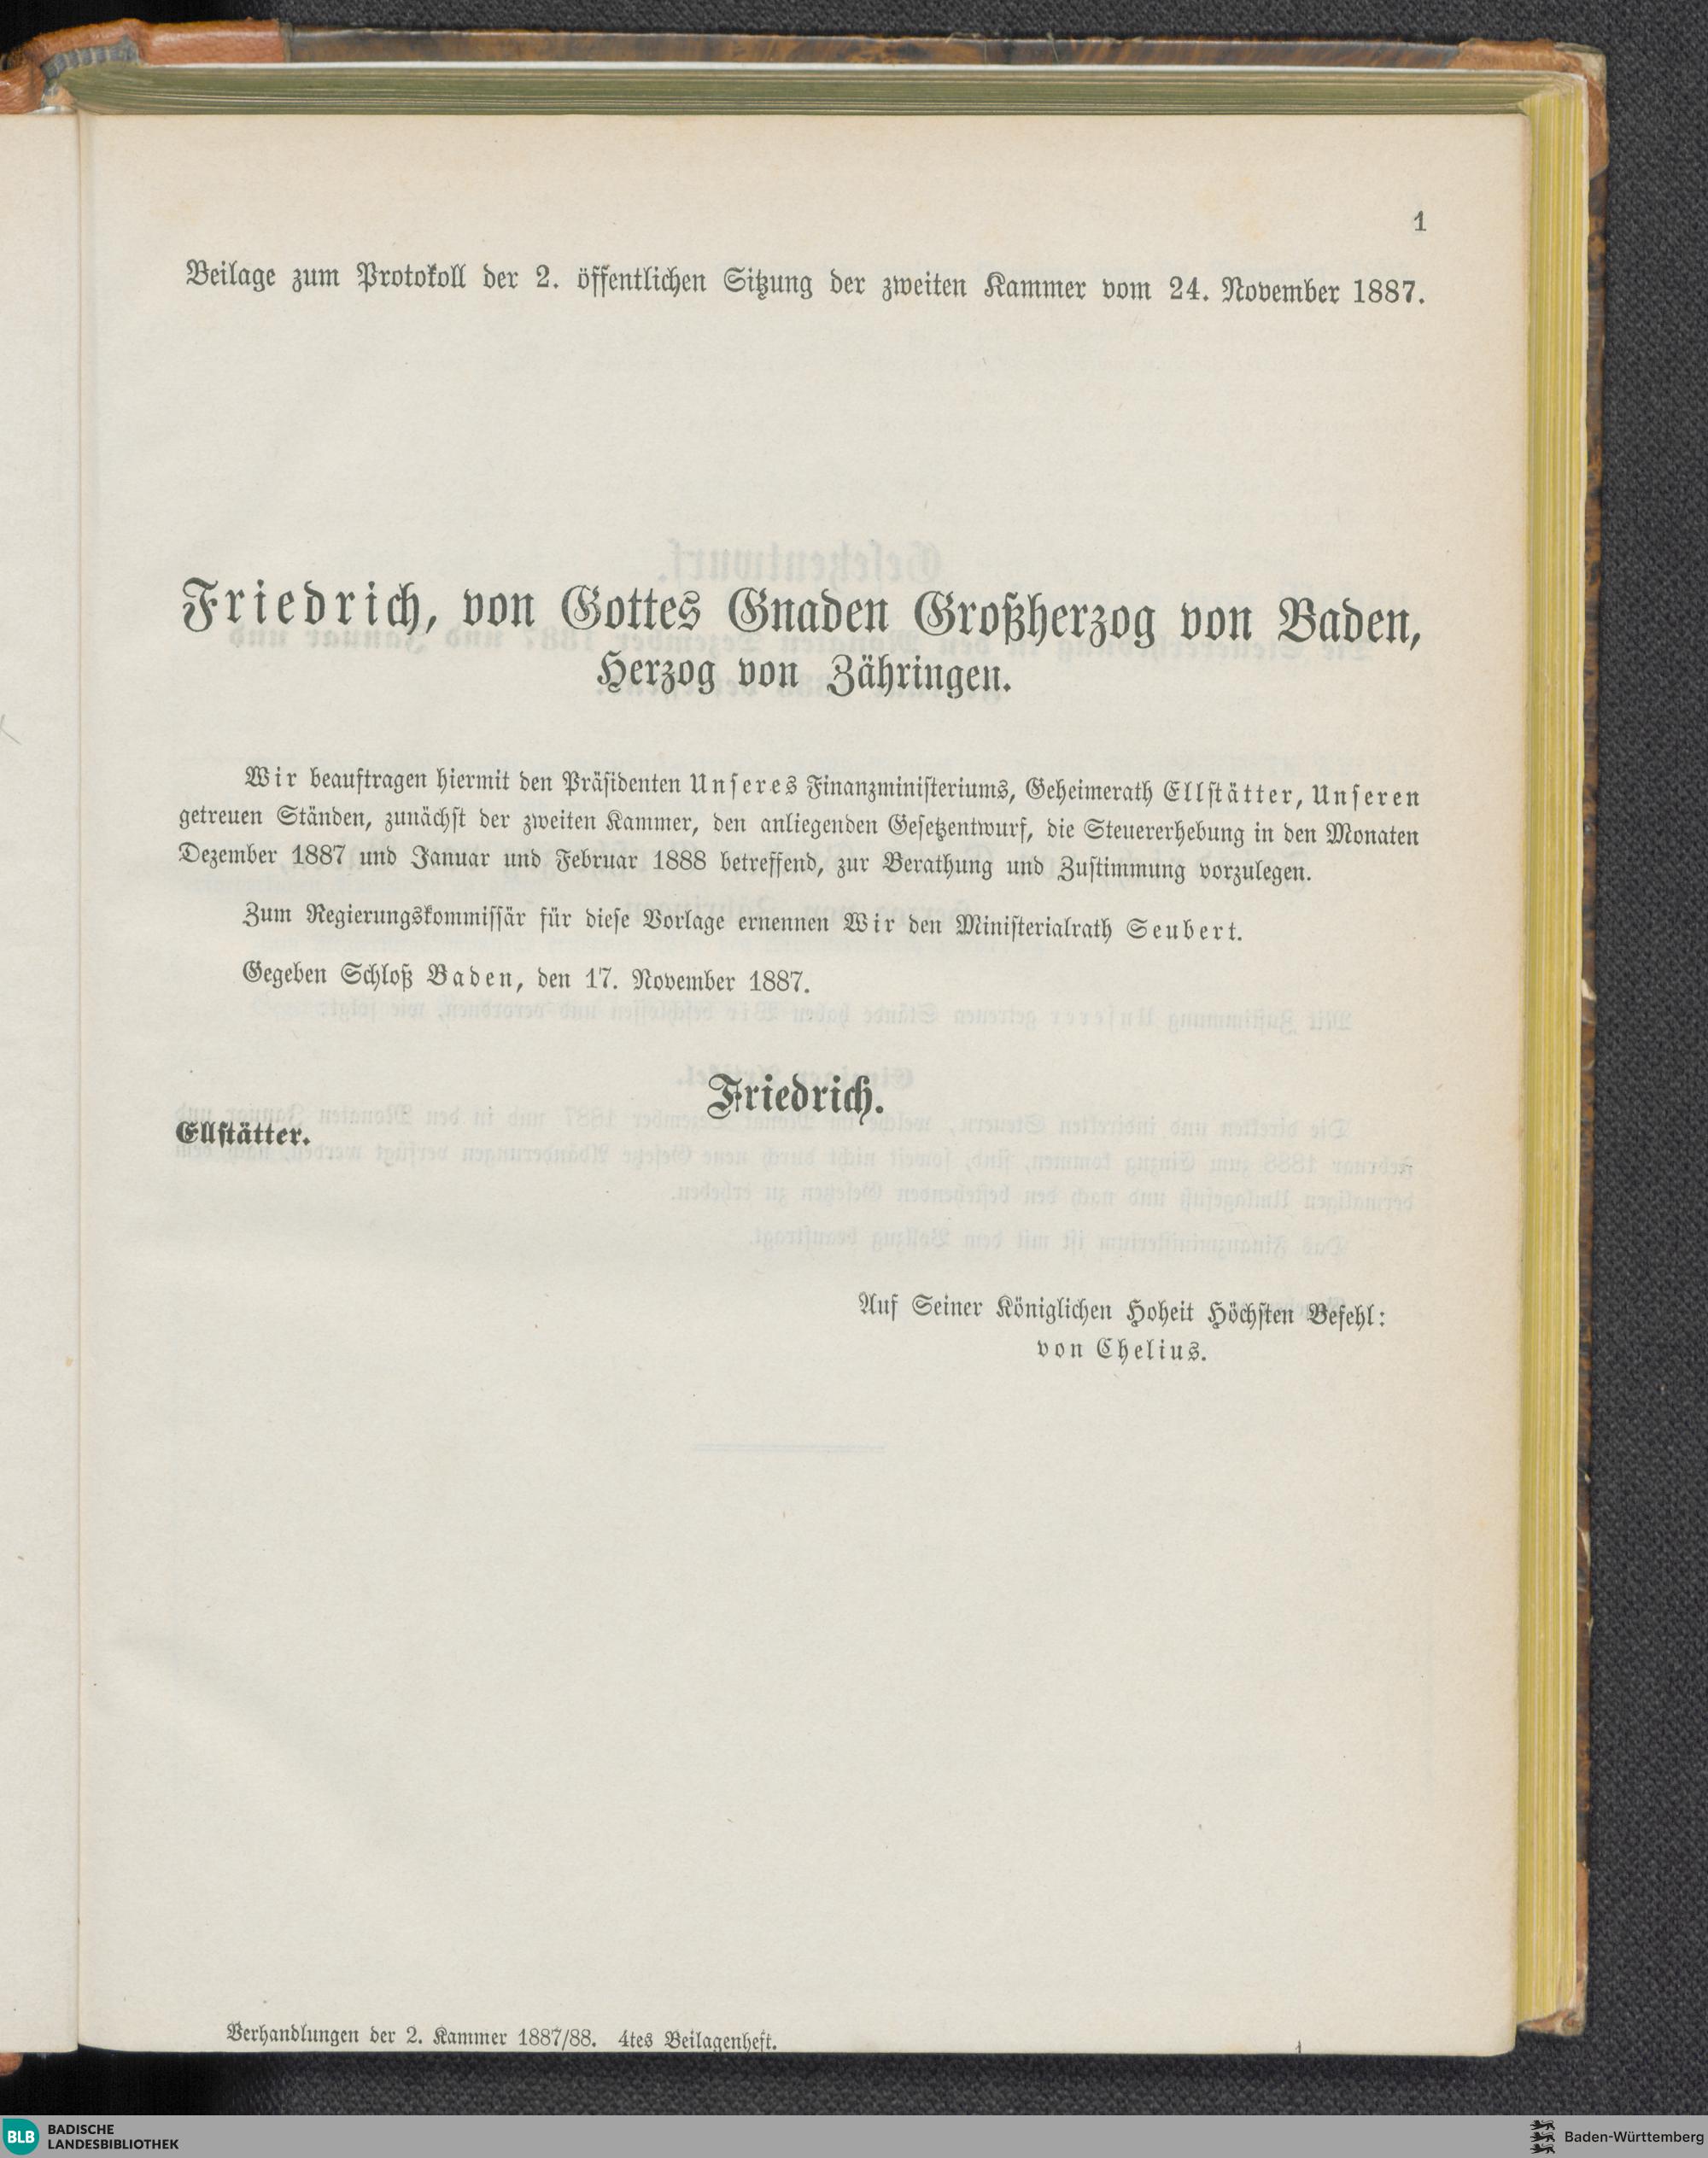 1
Beilage zum Protokoll der 2. öffentlichen Sitzung der zweiten Kammer vom 24. November 1887.
Friedrich, von Gottes Gnaden Großherzog von Baden,
Herzog von Zähringen.
Wir beauftragen hiermit den Präsidenten Unseres Finanzministeriums, Geheimerath Ellstätter, Unseren
getreuen Ständen, zunächst der zweiten Kammer, den anliegenden Gesetzentwurf, die Steuererhebung in den Monaten
Dezember 1887 und Januar und Februar 1888 betreffend, zur Berathung und Zustimmung vorzulegen.
Zum Regierungskommissär für diese Vorlage ernennen Wir den Ministerialrath Seubert.
Gegeben Schloß Baden, den 17. November 1887.
Friedrich.
Ellstätter.
Auf Seiner Königlichen Hoheit Höchsten Befehl:
von Chelius.
Verhandlungen der 2. Kammer 1887/88. 4tes Beilagenheft. 1
BLB BADISCHE
LANDESBIBLIOTHEK
Baden-Württemberg